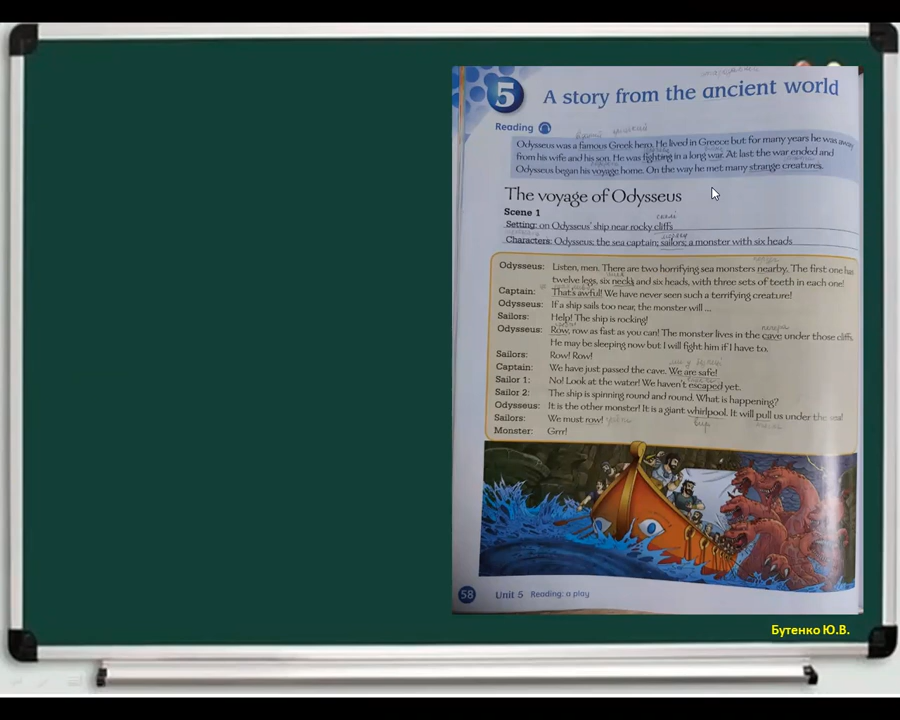 5 A story from the ancient world
Reading
Odysseus was a famous Greek hero. He lived in Greece but for many years he was away
from his wife and his son. He was fighting in a long war. At last the war ended and
Odysseus began his voyage home. On the way he met many strange creatures.
The voyage of Odysseus
Scene 1
Setting: on Odysseus' ship near rocky cliffs
Characters: Odysseus; the sea captain; sailors; a monster with six heads
Odysseus: Listen, men. There are two horrifying sea monsters nearby. The first one has
twelve legs, six necks and six heads, with three sets of teeth in each one!
Captain: That's awful! We have never seen such a terrifying creature!
Odysseus: If a ship sails too near, the monster will ...
Sailors: Help! The ship is rocking!
Odysseus: Row, row as fast as you can! The monster lives in the cave under those cliffs.
He may be sleeping now but I will fight him if I have to.
Sailors: Row! Row!
Captain: We have just passed the cave. We are safe!
Sailor 1: No! Look at the water! We haven't escaped yet.
Sailor 2: The ship is spinning round and round. What is happening?
Odysseus: It is the other monster! It is a giant whirlpool. It will pull us under the sea!
Sailors: We must row!
Monster: Grrr!
58 Unit 5 Reading: a play
Бутенко Ю.В.